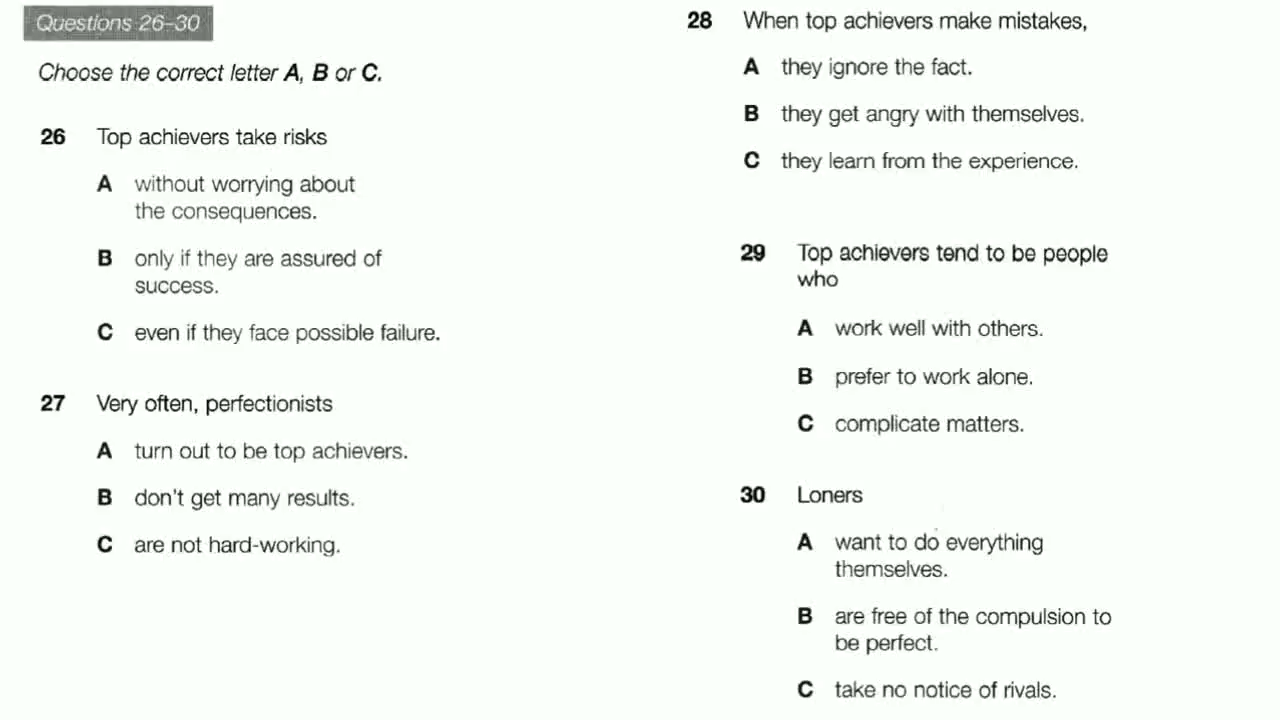 Questions 26–30
Choose the correct letter A, B or C.
26 Top achievers take risks
A without worrying about
the consequences.
B only if they are assured of
success.
C even if they face possible failure.
27 Very often, perfectionists
A turn out to be top achievers.
B don't get many results.
C are not hard-working.
28 When top achievers make mistakes,
A they ignore the fact.
B they get angry with themselves.
C they learn from the experience.
29 Top achievers tend to be people
who
A work well with others.
B prefer to work alone.
C complicate matters.
30 Loners
A want to do everything
themselves.
B are free of the compulsion to
be perfect.
C take no notice of rivals.